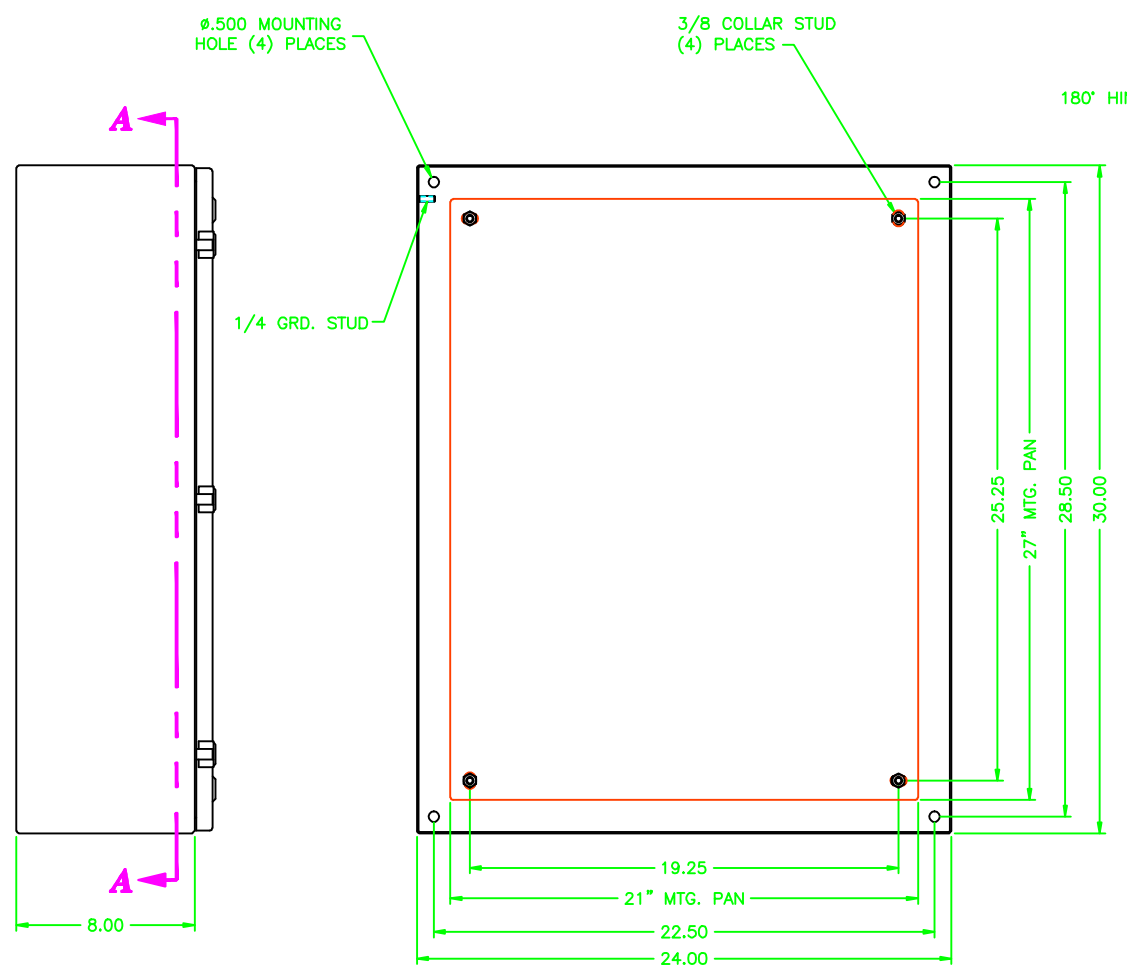 ø.500 MOUNTING
HOLE (4) PLACES
3/8 COLLAR STUD
(4) PLACES
180°
A
1/4 GRD. STUD
25.25
27" MTG. PAN
28.50
30.00
A
8.00
19.25
21" MTG. PAN
22.50
24.00